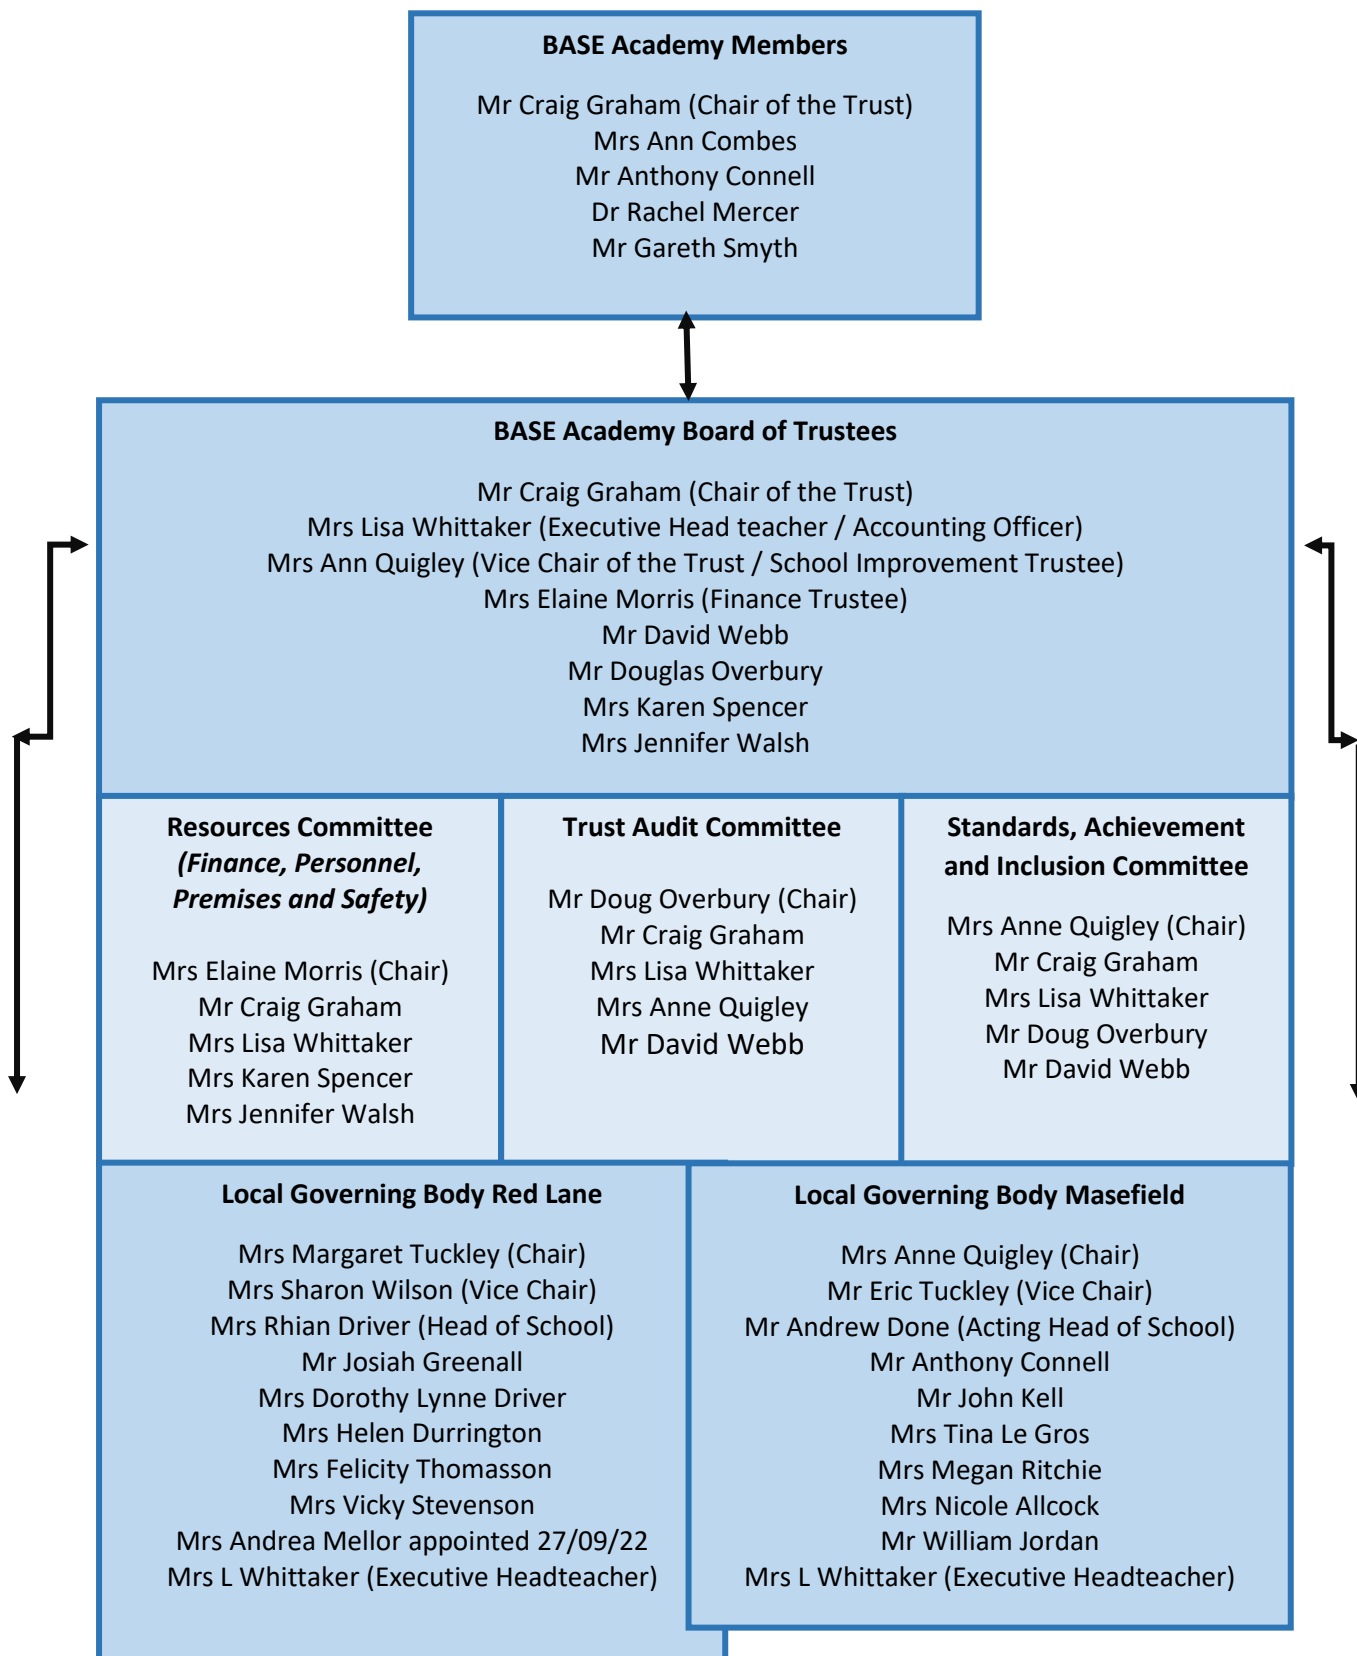 BASE Academy Members
Mr Craig Graham (Chair of the Trust)
Mrs Ann Combes
Mr Anthony Connell
Dr Rachel Mercer
Mr Gareth Smyth
BASE Academy Board of Trustees
Mr Craig Graham (Chair of the Trust)
Mrs Lisa Whittaker (Executive Head teacher / Accounting Officer)
Mrs Ann Quigley (Vice Chair of the Trust / School Improvement Trustee)
Mrs Elaine Morris (Finance Trustee)
Mr David Webb
Mr Douglas Overbury
Mrs Karen Spencer
Mrs Jennifer Walsh
Resources Committee
(Finance, Personnel,
Premises and Safety)
Mrs Elaine Morris (Chair)
Mr Craig Graham
Mrs Lisa Whittaker
Mrs Karen Spencer
Mrs Jennifer Walsh
Trust Audit Committee
Mr Doug Overbury (Chair)
Mr Craig Graham
Mrs Lisa Whittaker
Mrs Anne Quigley
Mr David Webb
Standards, Achievement
and Inclusion Committee
Mrs Anne Quigley (Chair)
Mr Craig Graham
Mrs Lisa Whittaker
Mr Doug Overbury
Mr David Webb
Local Governing Body Red Lane
Mrs Margaret Tuckley (Chair)
Mrs Sharon Wilson (Vice Chair)
Mrs Rhian Driver (Head of School)
Mr Josiah Greenall
Mrs Dorothy Lynne Driver
Mrs Helen Durrington
Mrs Felicity Thomasson
Mrs Vicky Stevenson
Mrs Andrea Mellor appointed 27/09/22
Mrs L Whittaker (Executive Headteacher)
Local Governing Body Masefield
Mrs Anne Quigley (Chair)
Mr Eric Tuckley (Vice Chair)
Mr Andrew Done (Acting Head of School)
Mr Anthony Connell
Mr John Kell
Mrs Tina Le Gros
Mrs Megan Ritchie
Mrs Nicole Allcock
Mr William Jordan
Mrs L Whittaker (Executive Headteacher)